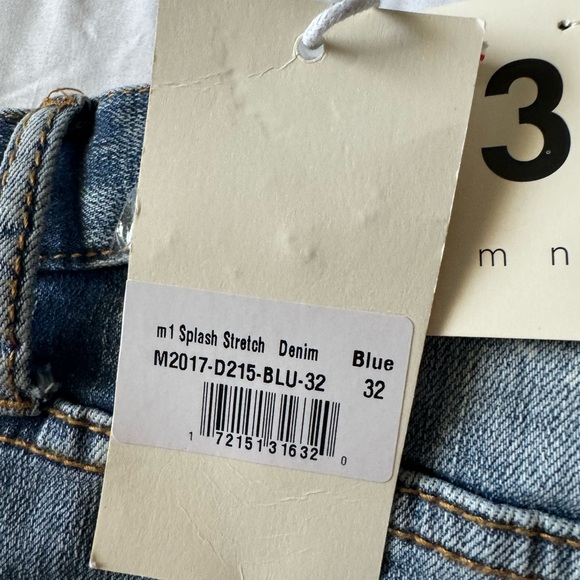 3
m n
m1 Splash Stretch Denim Blue
M2017-D215-BLU-32 32
1 72151 31632 0